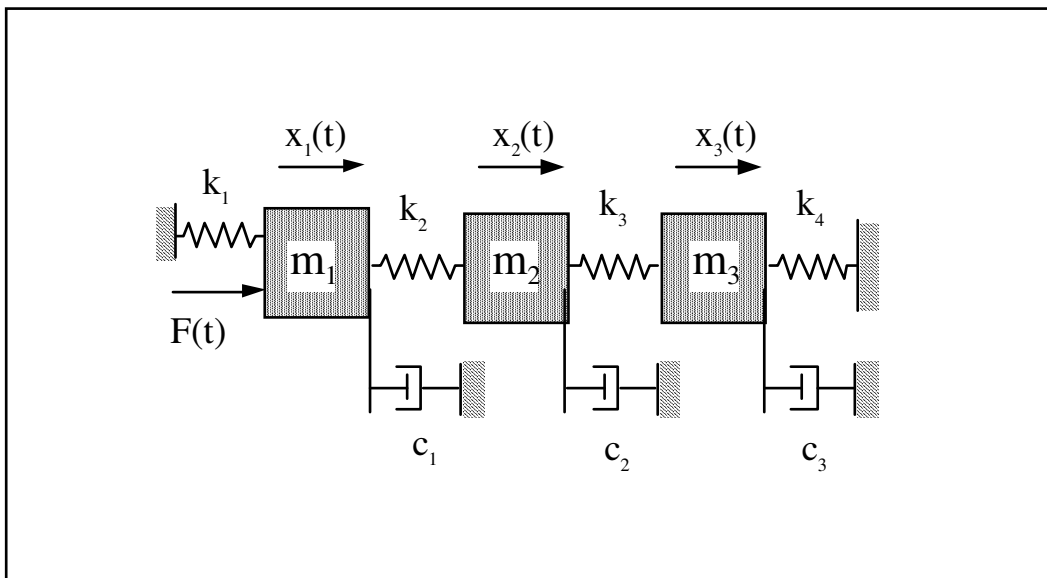 x₁(t) x₂(t) x₃(t)
k₁ k₂ k₃ k₄
m₁ m₂ m₃
F(t)
c₁ c₂ c₃